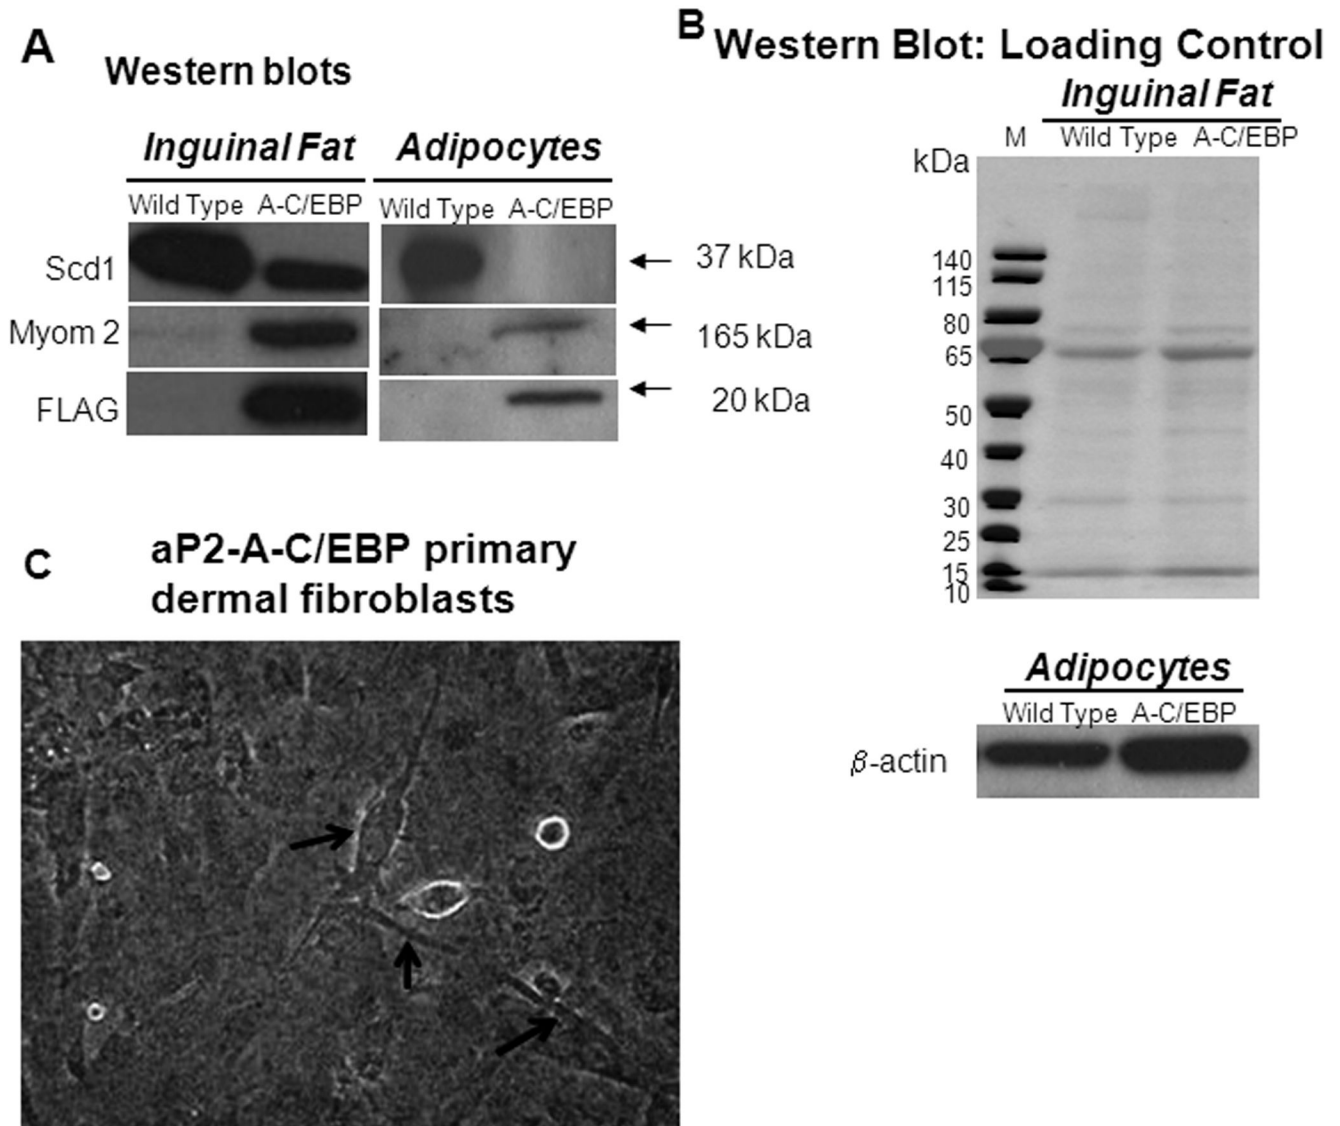 A
Western blots
Inguinal Fat Adipocytes
Wild Type A-C/EBP Wild Type A-C/EBP
Scd1 37 kDa
Myom 2 165 kDa
FLAG 20 kDa
B
Western Blot: Loading Control
Inguinal Fat
M Wild Type A-C/EBP
kDa
140
115
80
65
50
40
30
25
15
10
Adipocytes
Wild Type A-C/EBP
β-actin
C
aP2-A-C/EBP primary
dermal fibroblasts